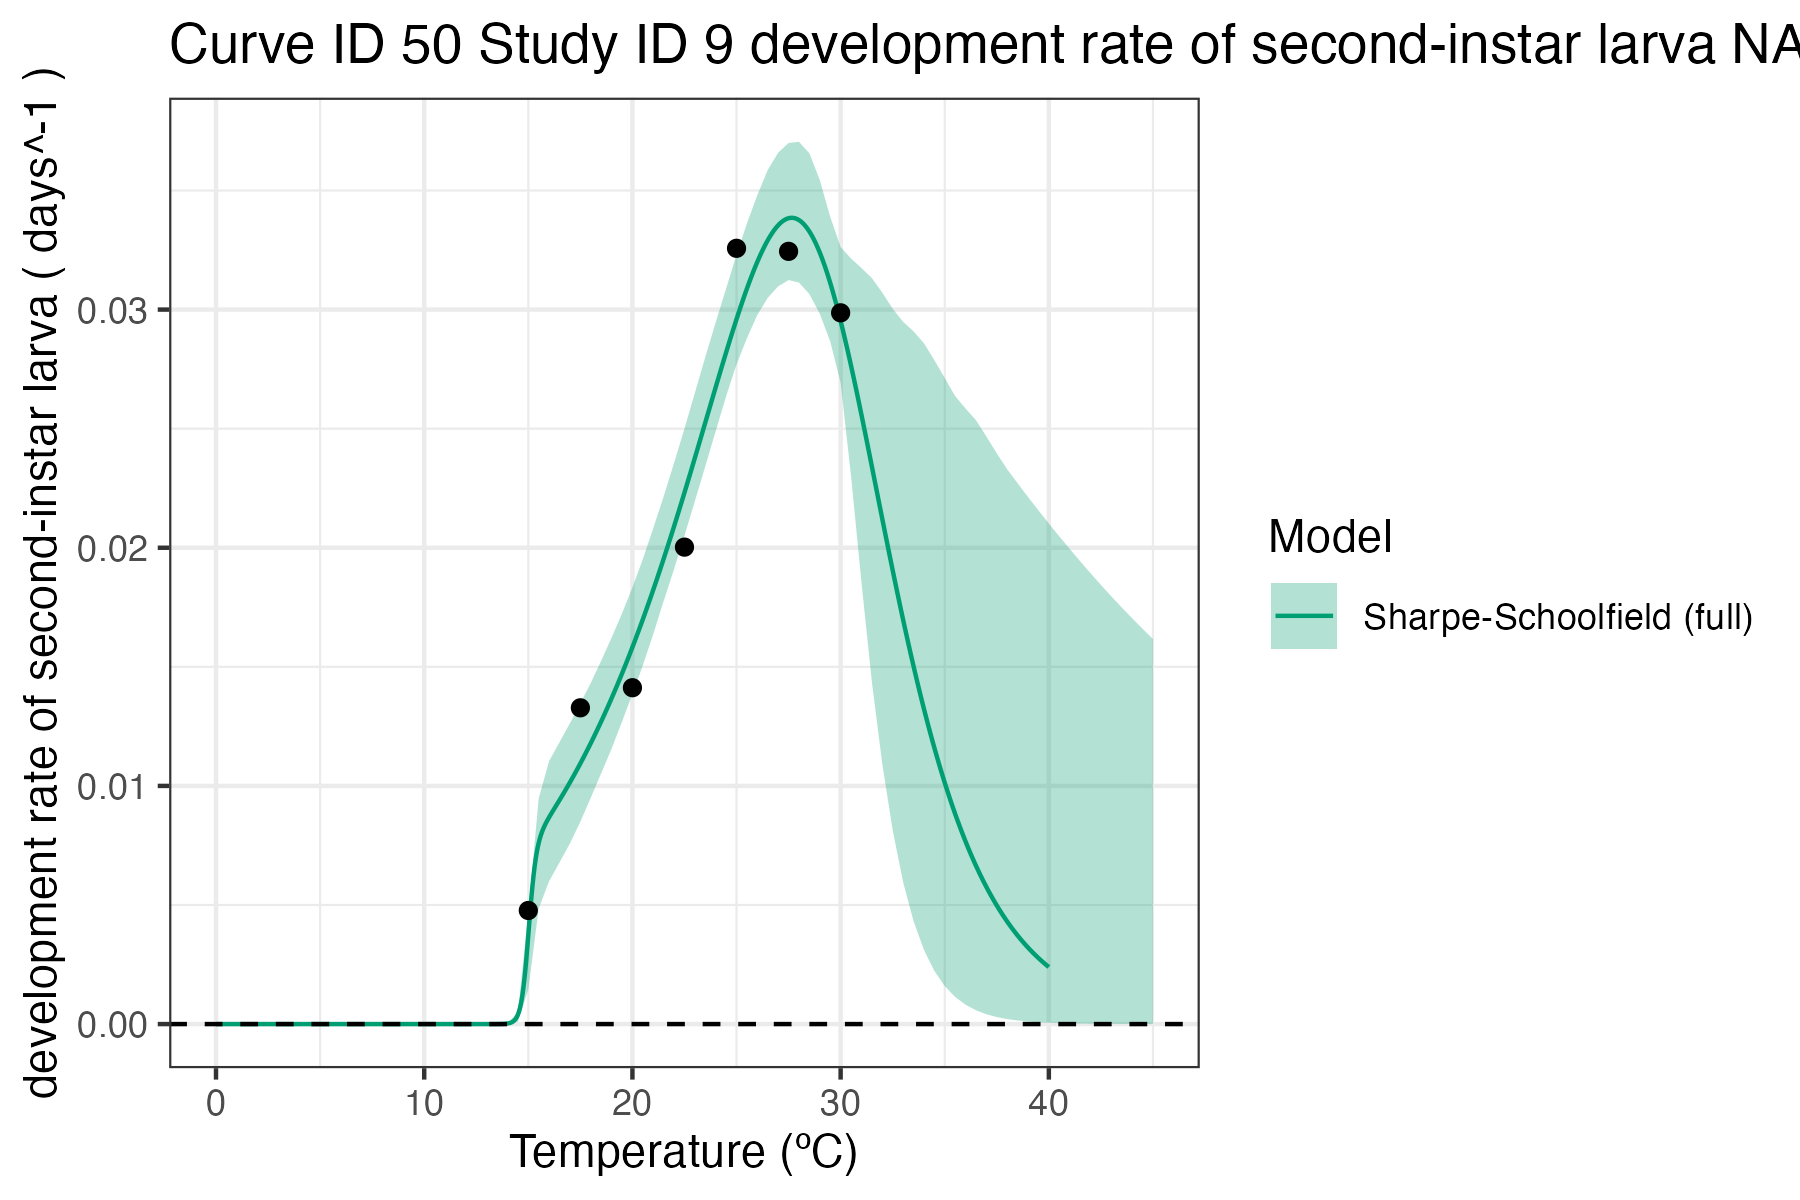 Curve ID 50 Study ID 9 development rate of second-instar larva NA
development rate of second-instar larva ( days^-1 )
0.03
0.02
0.01
0.00
0 10 20 30 40
Temperature (ºC)
Model
Sharpe-Schoolfield (full)